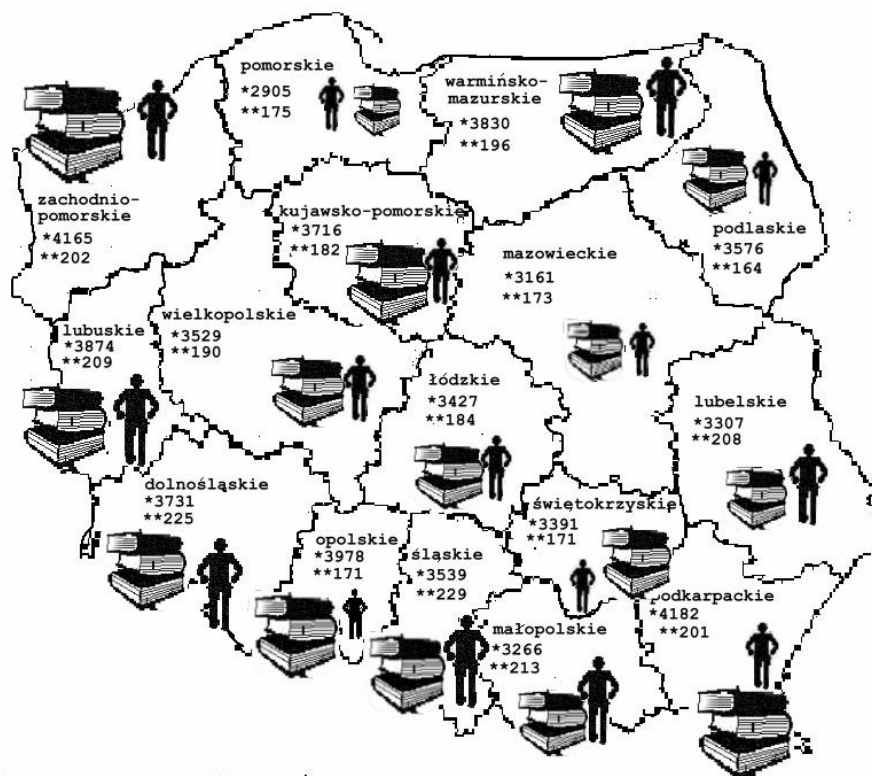 pomorskie
*2905
**175
warmińsko-
mazurskie
*3830
**196
zachodnio-
pomorskie
*4165
**202
kujawsko-pomorskie
*3716
**182
podlaskie
*3576
**164
mazowieckie
*3161
**173
lubuskie
*3874
**209
wielkopolskie
*3529
**190
łódzkie
*3427
**184
lubelskie
*3307
**208
dolnośląskie
*3731
**225
opolskie
*3978
**171
śląskie
*3539
**229
świętokrzyskie
*3391
**171
małopolskie
*3266
**213
podkarpackie
*4182
**201